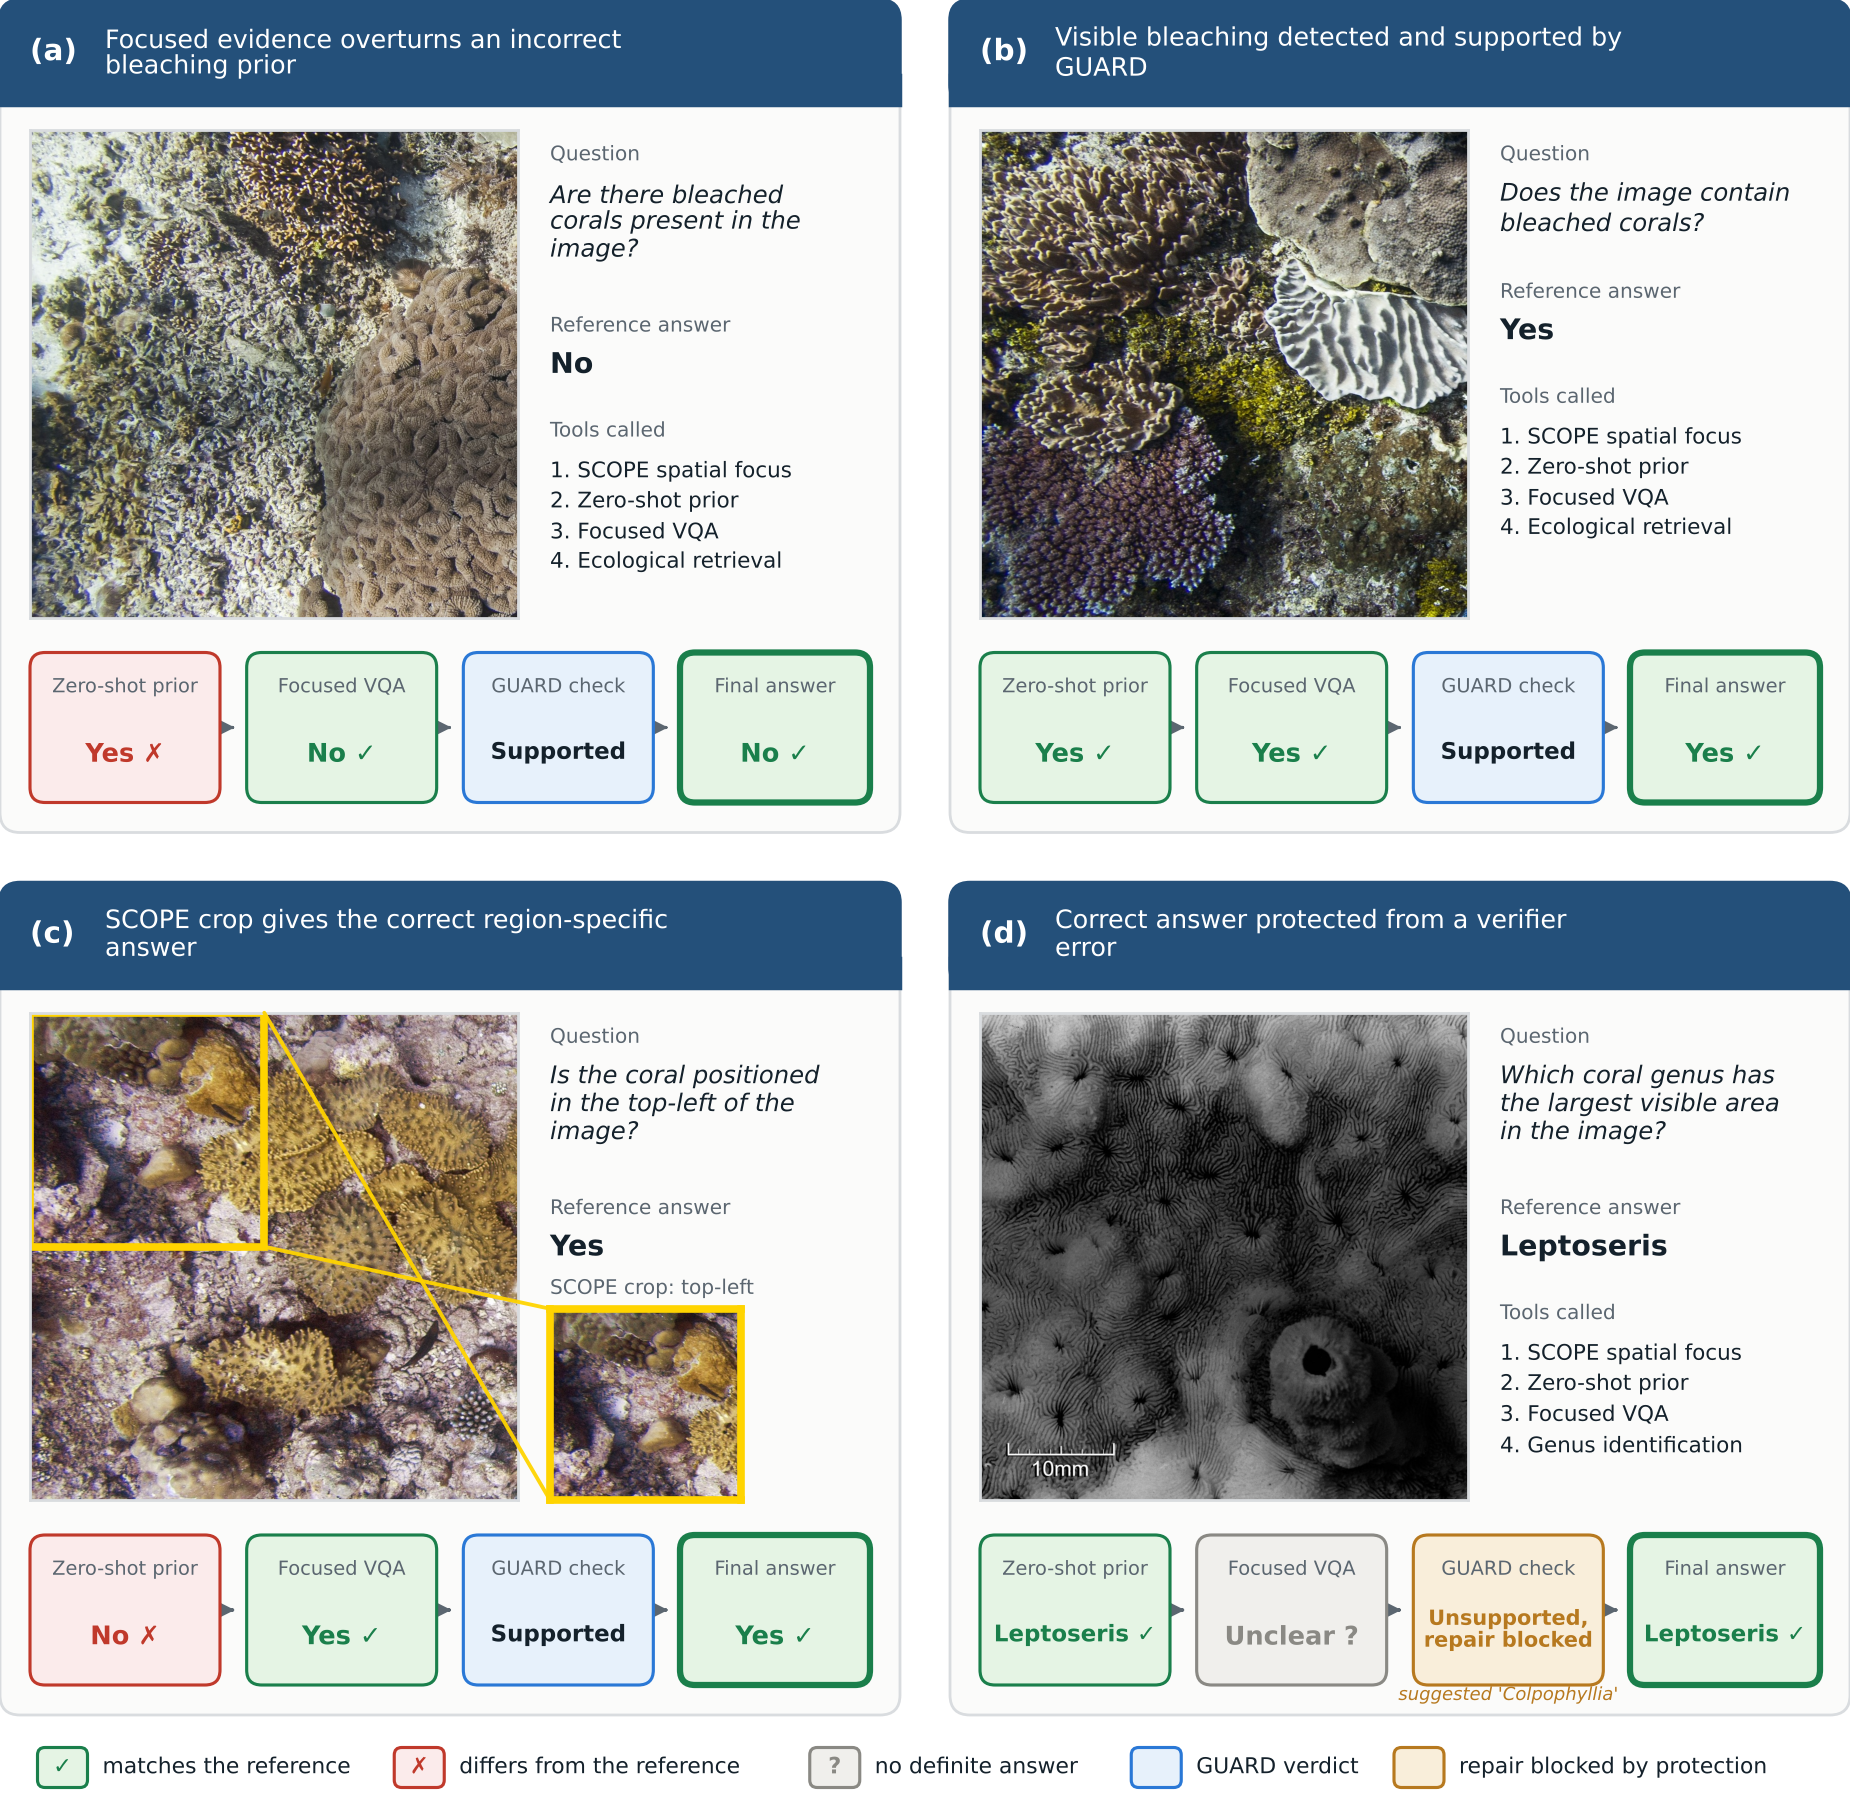 (a)
Focused evidence overturns an incorrect
bleaching prior
Question
Are there bleached
corals present in the
image?
Reference answer
No
Tools called
1. SCOPE spatial focus
2. Zero-shot prior
3. Focused VQA
4. Ecological retrieval
Zero-shot prior
Yes ✗
Focused VQA
No ✓
GUARD check
Supported
Final answer
No ✓
(b)
Visible bleaching detected and supported by
GUARD
Question
Does the image contain
bleached corals?
Reference answer
Yes
Tools called
1. SCOPE spatial focus
2. Zero-shot prior
3. Focused VQA
4. Ecological retrieval
Zero-shot prior
Yes ✓
Focused VQA
Yes ✓
GUARD check
Supported
Final answer
Yes ✓
(c)
SCOPE crop gives the correct region-specific
answer
Question
Is the coral positioned
in the top-left of the
image?
Reference answer
Yes
SCOPE crop: top-left
Zero-shot prior
No ✗
Focused VQA
Yes ✓
GUARD check
Supported
Final answer
Yes ✓
(d)
Correct answer protected from a verifier
error
10mm
Question
Which coral genus has
the largest visible area
in the image?
Reference answer
Leptoseris
Tools called
1. SCOPE spatial focus
2. Zero-shot prior
3. Focused VQA
4. Genus identification
Zero-shot prior
Leptoseris ✓
Focused VQA
Unclear ?
GUARD check
Unsupported,
repair blocked
suggested 'Colpophyllia'
Final answer
Leptoseris ✓
✓ matches the reference
✗ differs from the reference
? no definite answer
GUARD verdict
repair blocked by protection